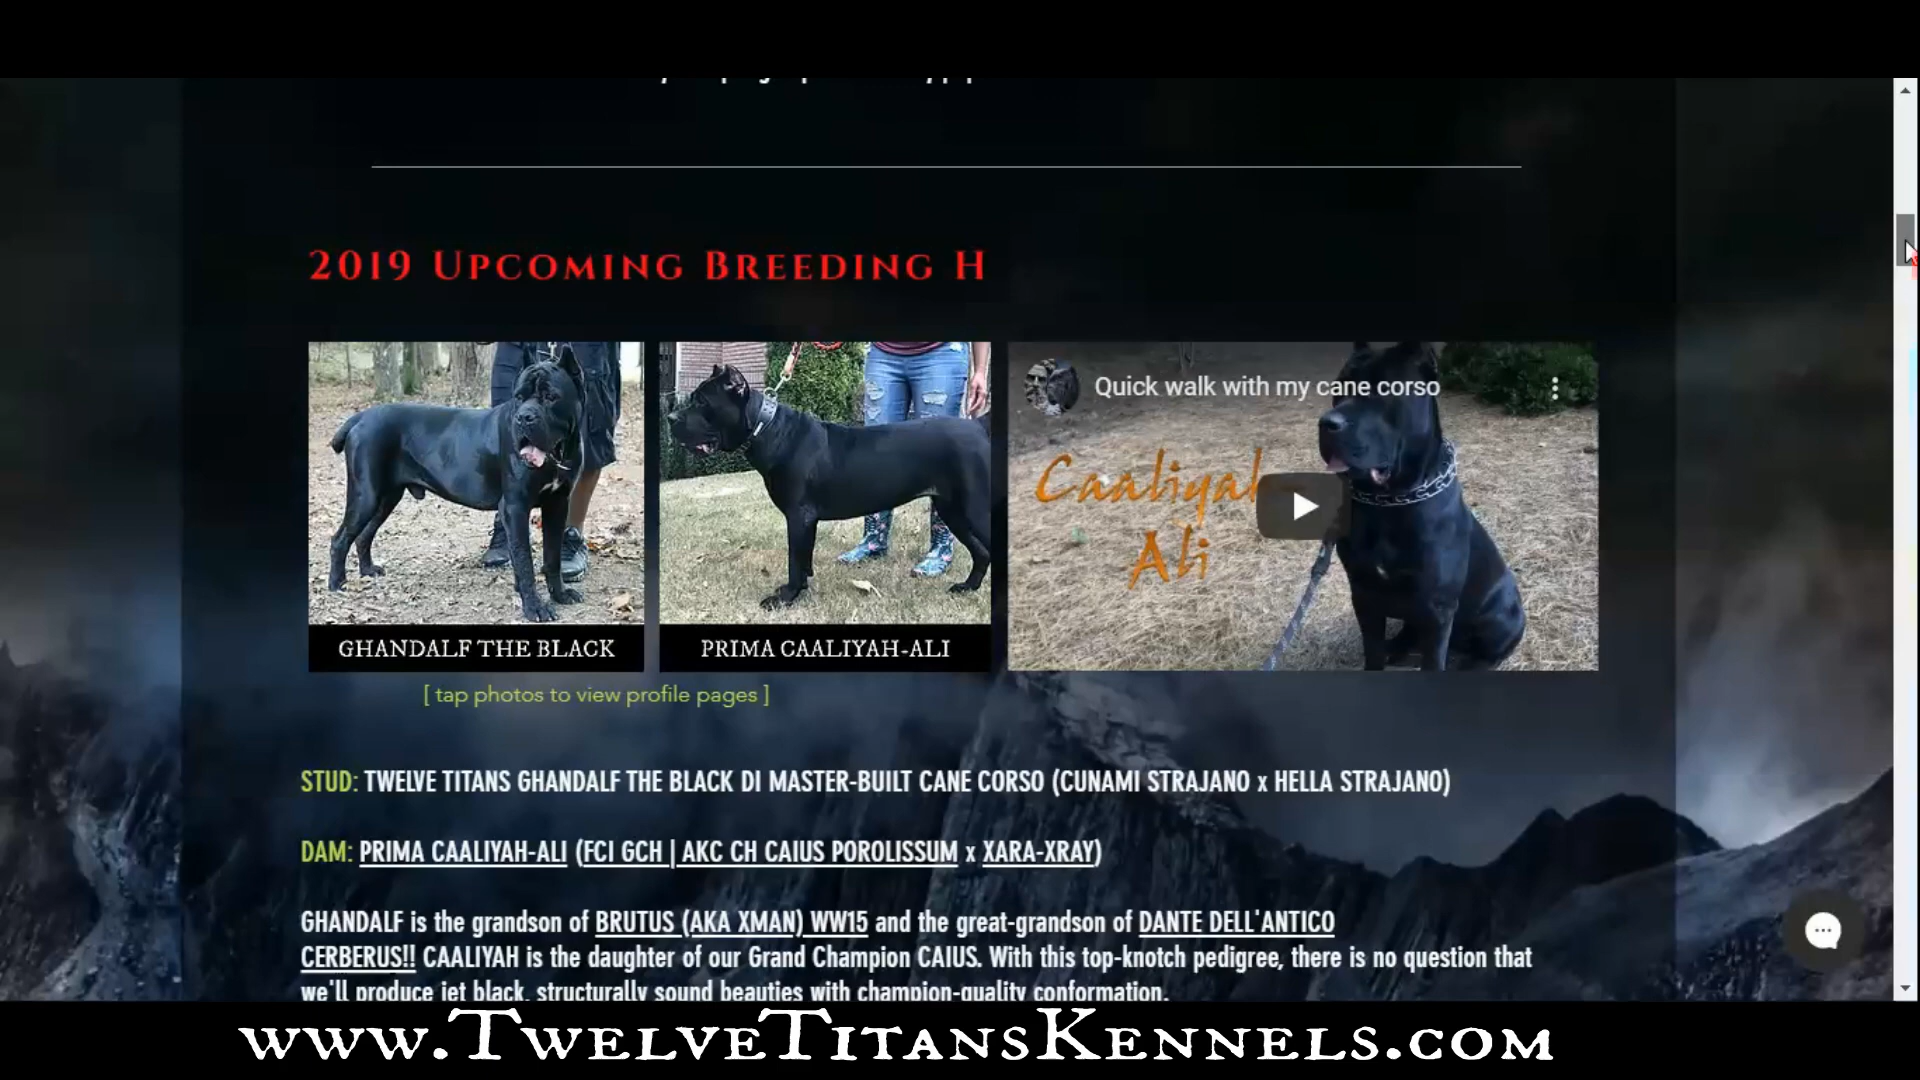 2019 UPCOMING BREEDING H
Quick walk with my cane corso
Caaliyah
Ali
GHANDALF THE BLACK
PRIMA CAALIYAH-ALI
[ tap photos to view profile pages ]
STUD: TWELVE TITANS GHANDALF THE BLACK DI MASTER-BUILT CANE CORSO (CUNAMI STRAJANO x HELLA STRAJANO)
DAM: PRIMA CAALIYAH-ALI (FCI GCH | AKC CH CAIUS POROLISSUM x XARA-XRAY)
GHANDALF is the grandson of BRUTUS (AKA XMAN) WW15 and the great-grandson of DANTE DELL'ANTICO
CERBERUS!! CAALIYAH is the daughter of our Grand Champion CAIUS. With this top-knotch pedigree, there is no question that
we'll produce jet black, structurally sound beauties with champion-quality conformation.
www.TwelveTitansKennels.com